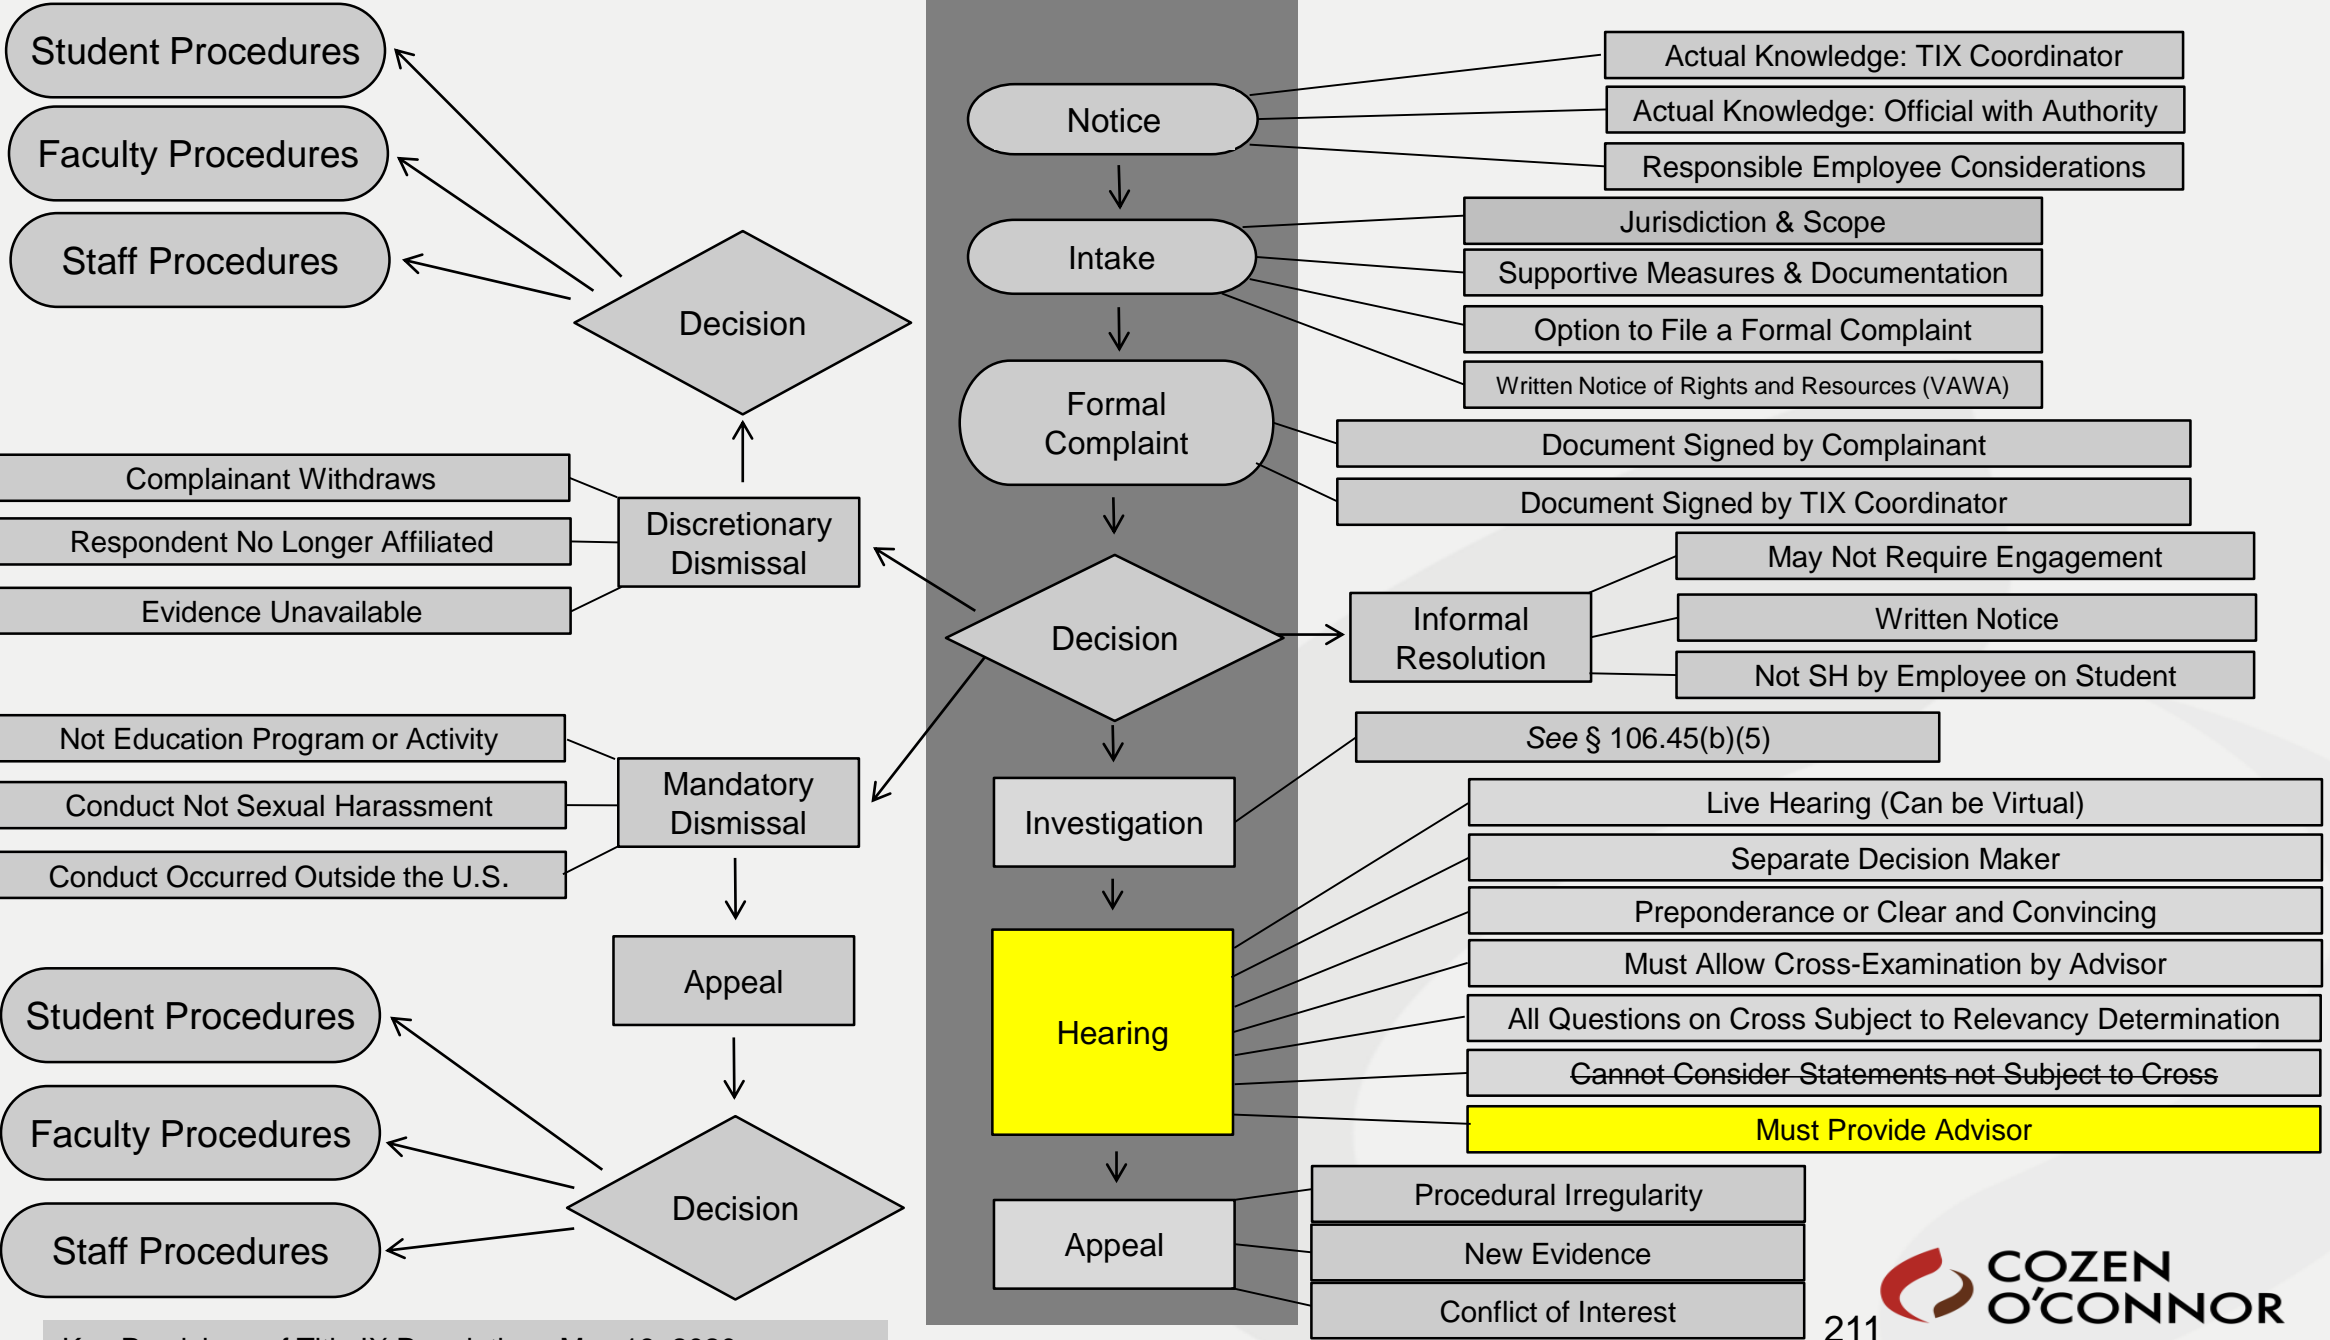 Student Procedures
Faculty Procedures
Staff Procedures
Decision
Complainant Withdraws
Respondent No Longer Affiliated
Evidence Unavailable
Discretionary
Dismissal
Not Education Program or Activity
Conduct Not Sexual Harassment
Conduct Occurred Outside the U.S.
Mandatory
Dismissal
Appeal
Student Procedures
Faculty Procedures
Staff Procedures
Decision
Notice
Actual Knowledge: TIX Coordinator
Actual Knowledge: Official with Authority
Responsible Employee Considerations
Intake
Jurisdiction & Scope
Supportive Measures & Documentation
Option to File a Formal Complaint
Written Notice of Rights and Resources (VAWA)
Formal
Complaint
Document Signed by Complainant
Document Signed by TIX Coordinator
Decision
Informal
Resolution
May Not Require Engagement
Written Notice
Not SH by Employee on Student
Investigation
See § 106.45(b)(5)
Hearing
Live Hearing (Can be Virtual)
Separate Decision Maker
Preponderance or Clear and Convincing
Must Allow Cross-Examination by Advisor
All Questions on Cross Subject to Relevancy Determination
Cannot Consider Statements not Subject to Cross
Must Provide Advisor
Appeal
Procedural Irregularity
New Evidence
Conflict of Interest
211
COZEN
O'CONNOR